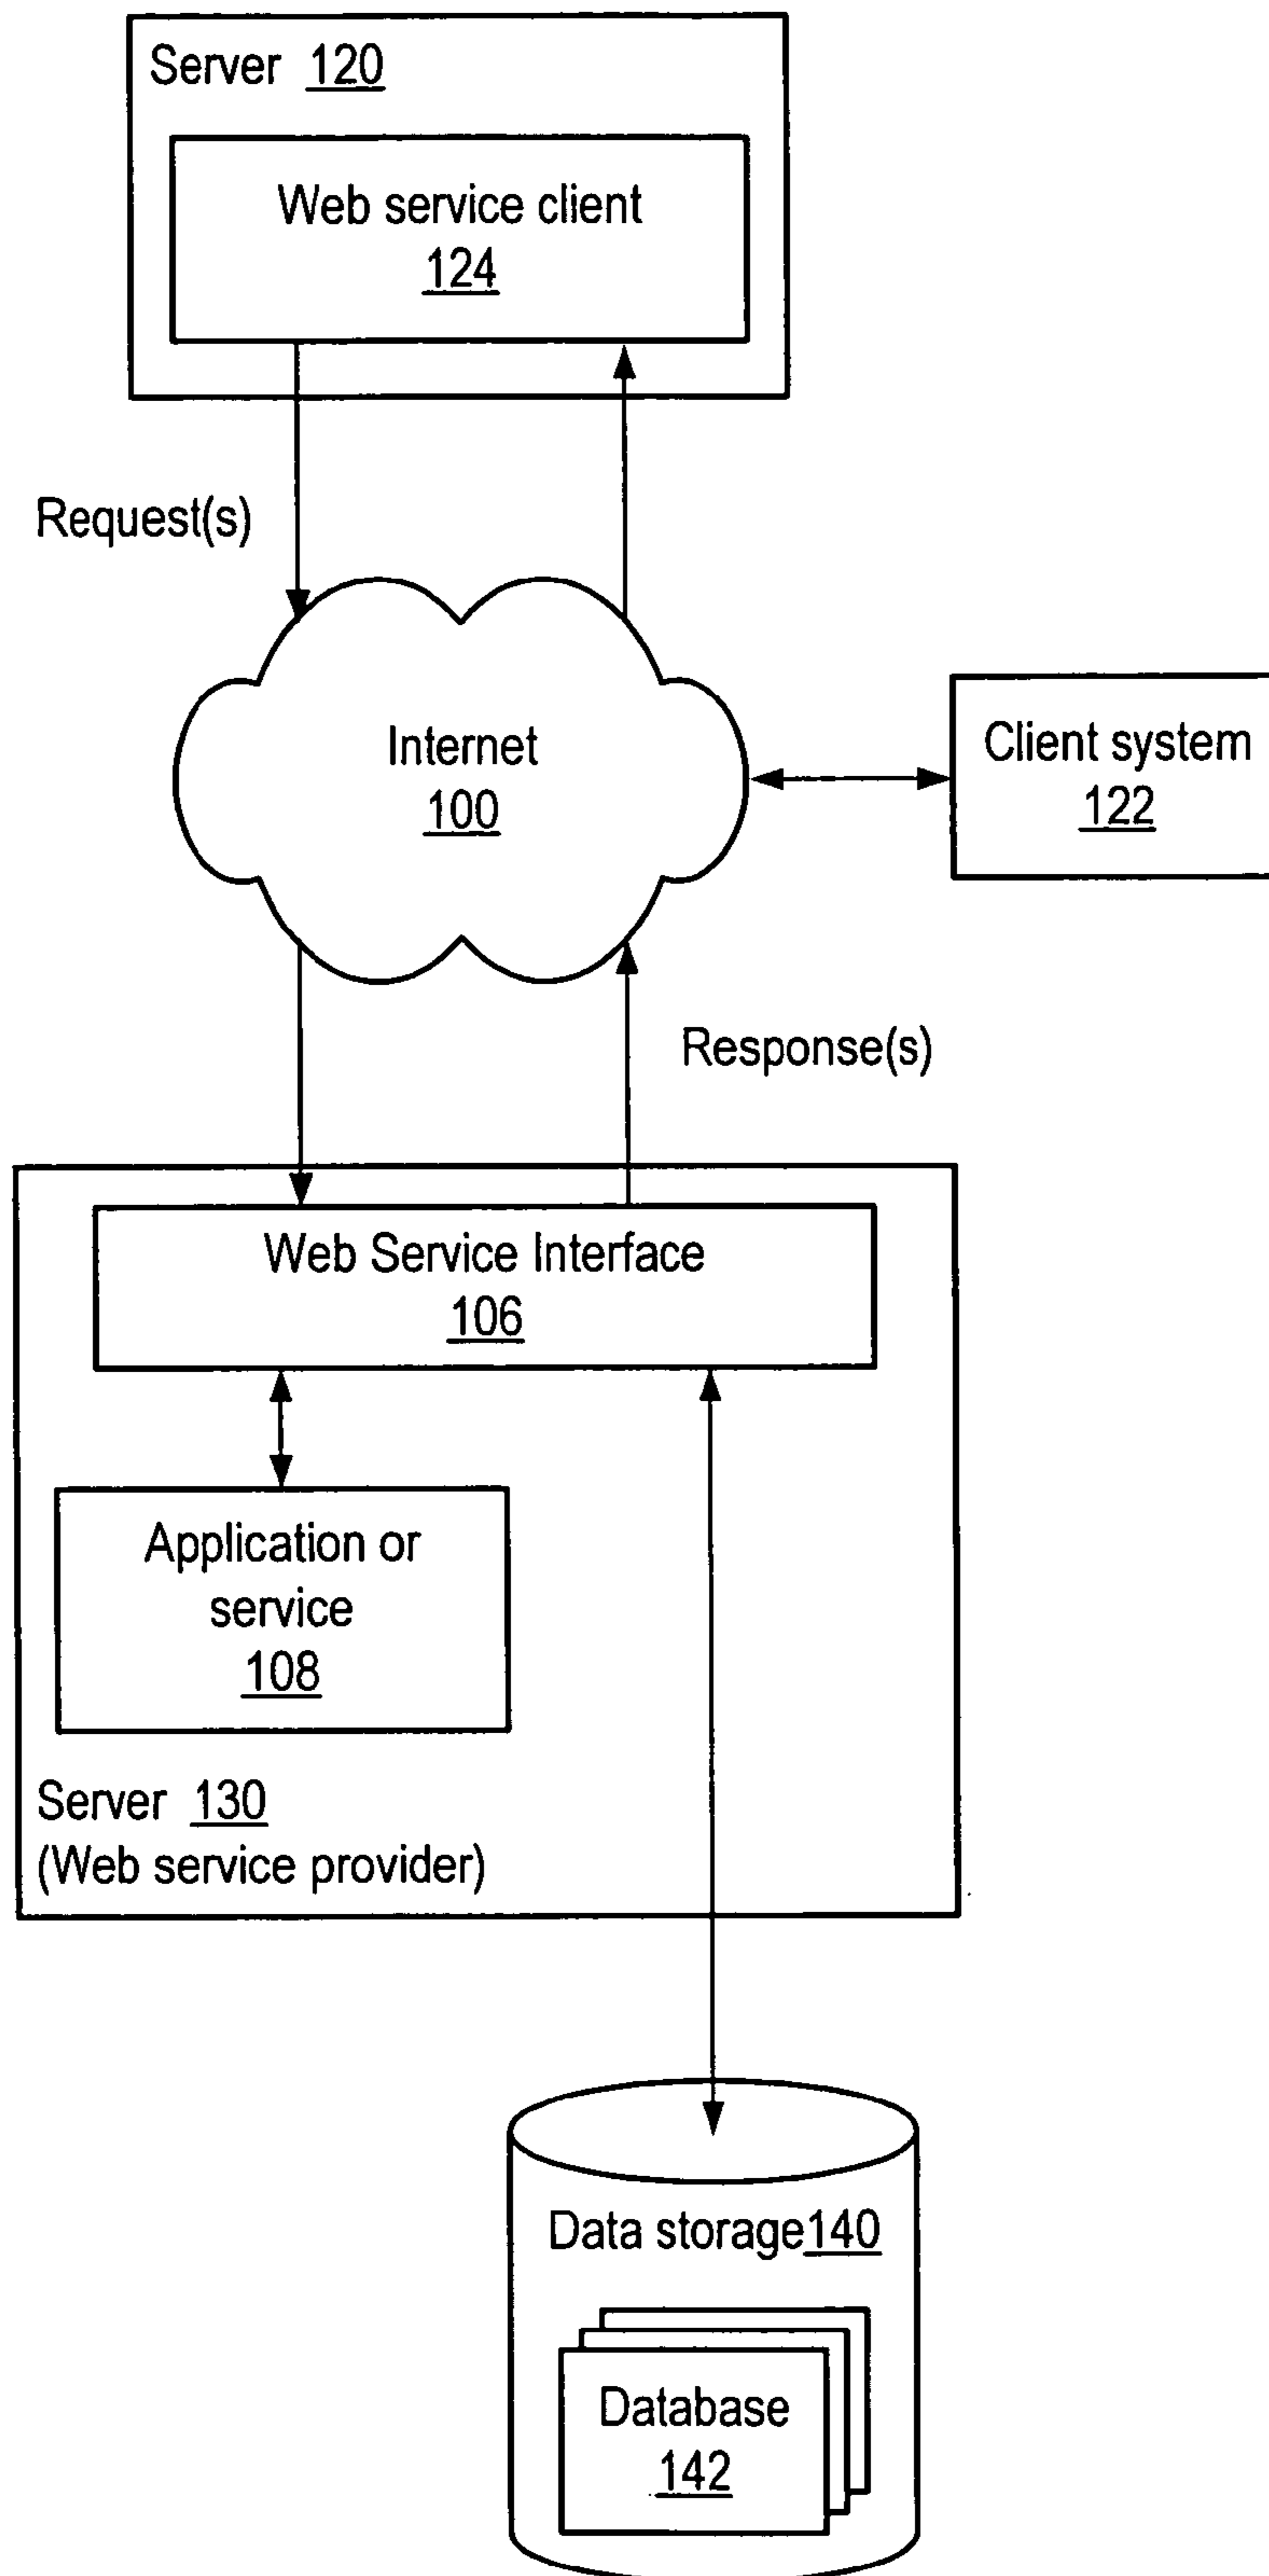 Server 120
Web service client
124
Request(s)
Internet
100
Client system
122
Response(s)
Web Service Interface
106
Application or
service
108
Server 130
(Web service provider)
Data storage140
Database
142